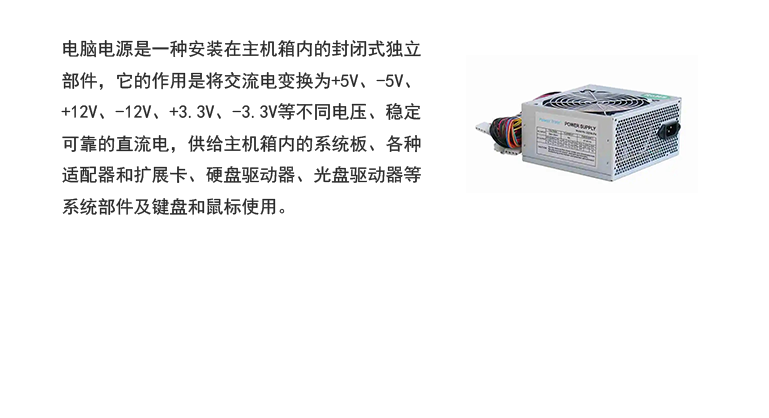 电脑电源是一种安装在主机箱内的封闭式独立
部件，它的作用是将交流电变换为+5V、-5V、
+12V、-12V、+3.3V、-3.3V等不同电压、稳定
可靠的直流电，供给主机箱内的系统板、各种
适配器和扩展卡、硬盘驱动器、光盘驱动器等
系统部件及键盘和鼠标使用。
POWER SUPPLY